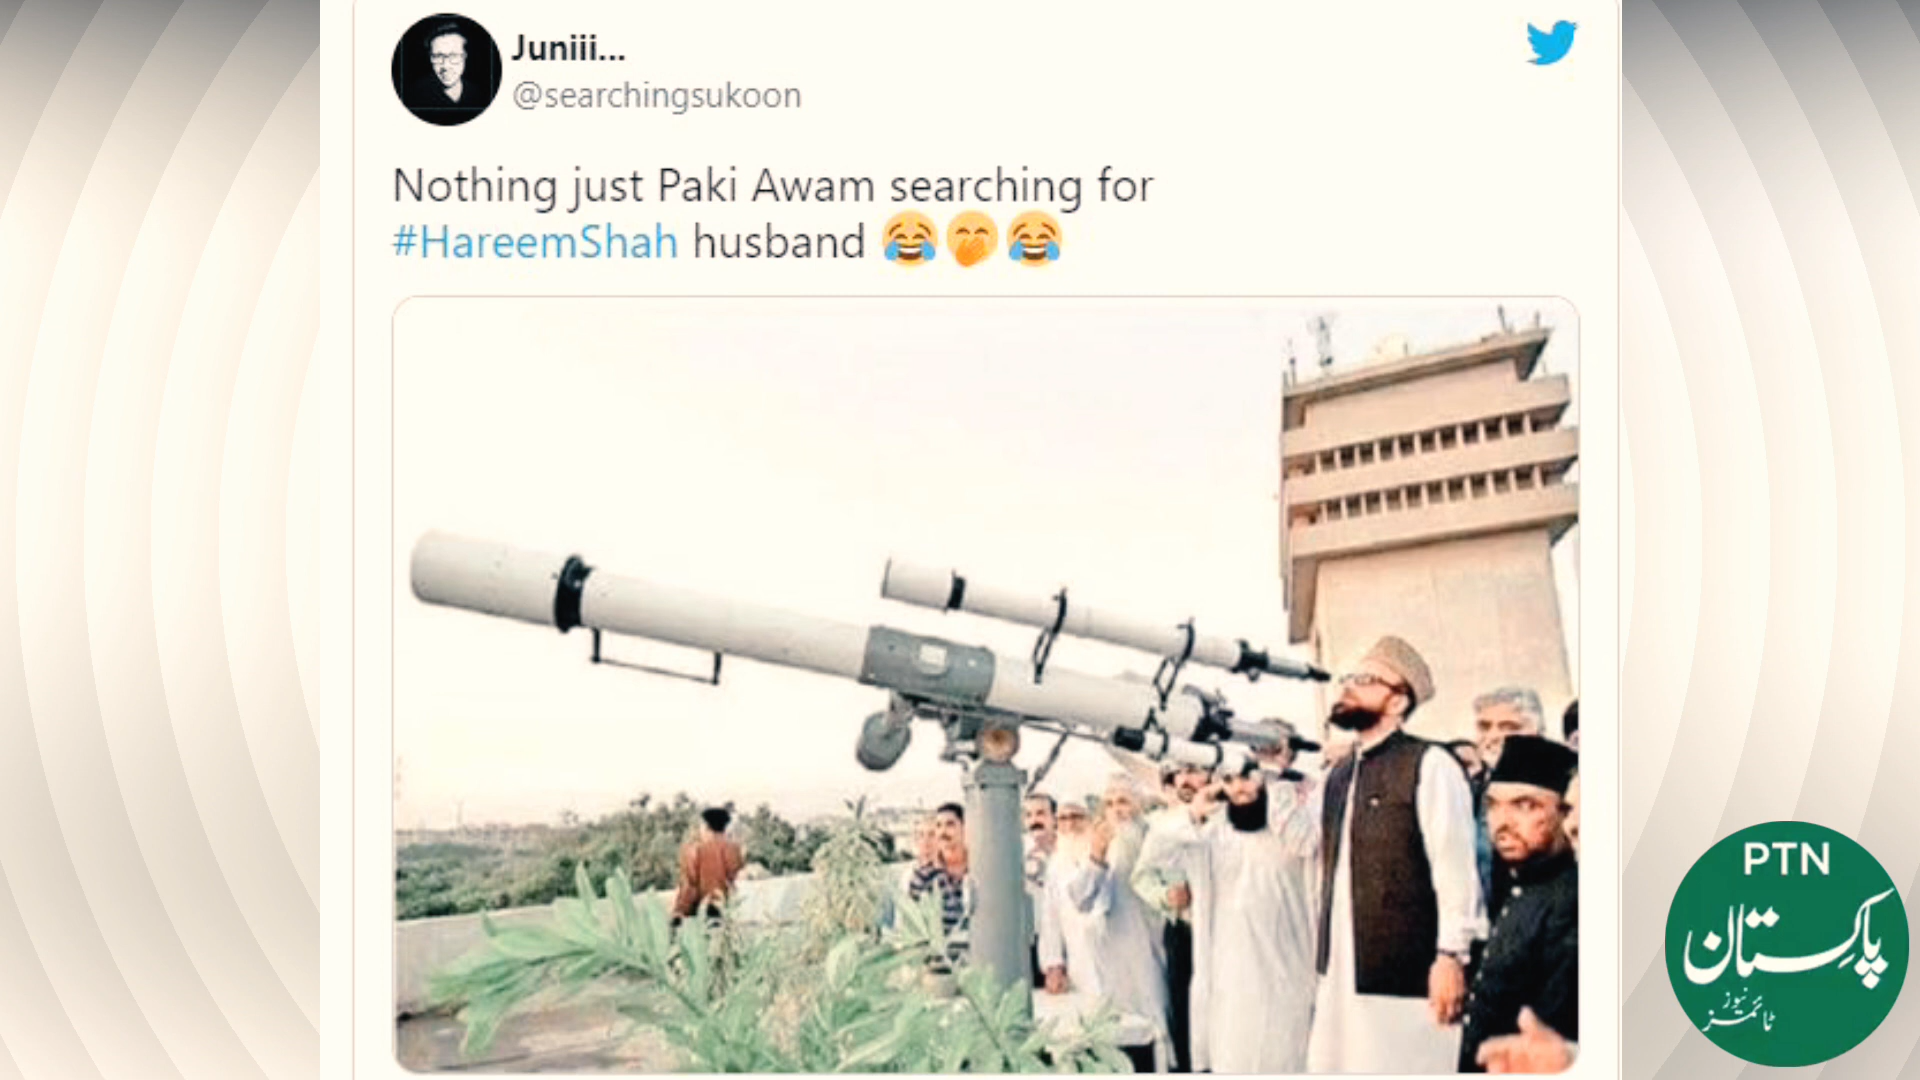 Juniii...
@searchingsukoon
Nothing just Paki Awam searching for
#HareemShah husband 😂🤭😂
PTN
پاکستان
نیوز
ٹائمز